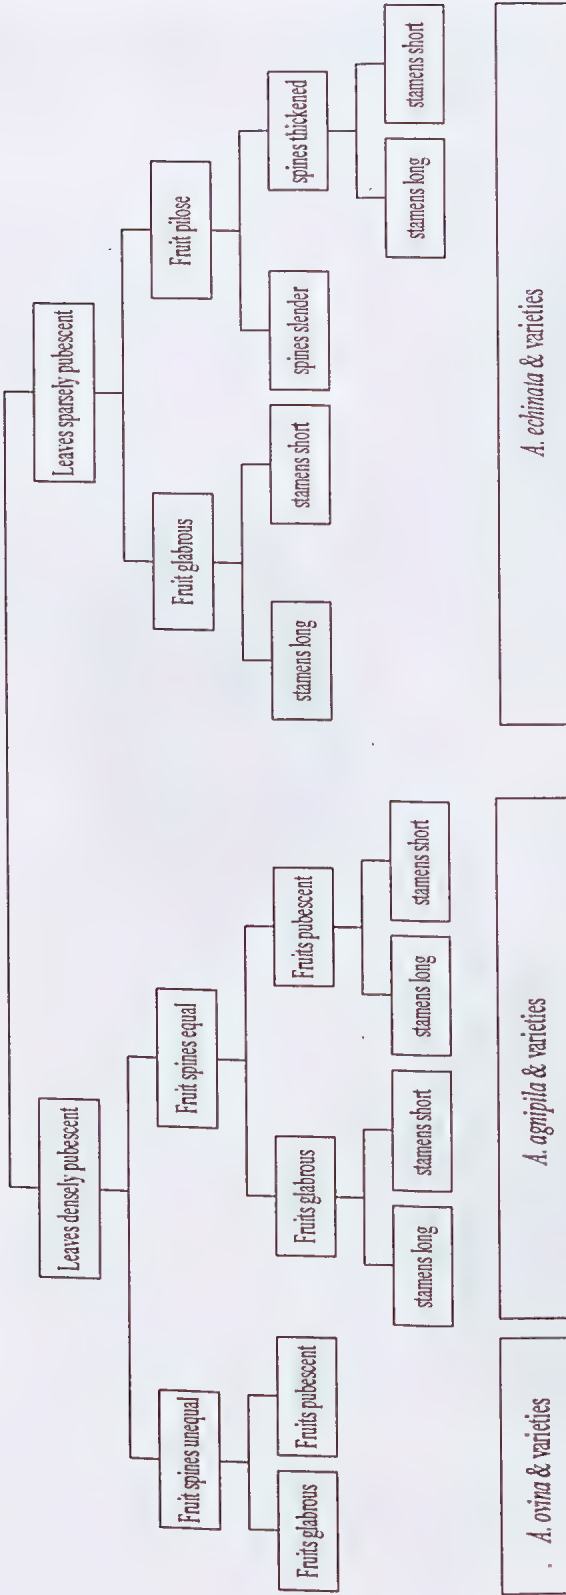 Leaves densely pubescent
Leaves sparsely pubescent
Fruit spines unequal
Fruit spines equal
Fruit glabrous
Fruit pilose
Fruits glabrous
Fruits pubescent
Fruits glabrous
Fruits pubescent
stamens long
stamens short
spines slender
spines thickened
stamens long
stamens short
stamens long
stamens short
stamens long
stamens short
A. ovina & varieties
A. agnipila & varieties
A. echinata & varieties